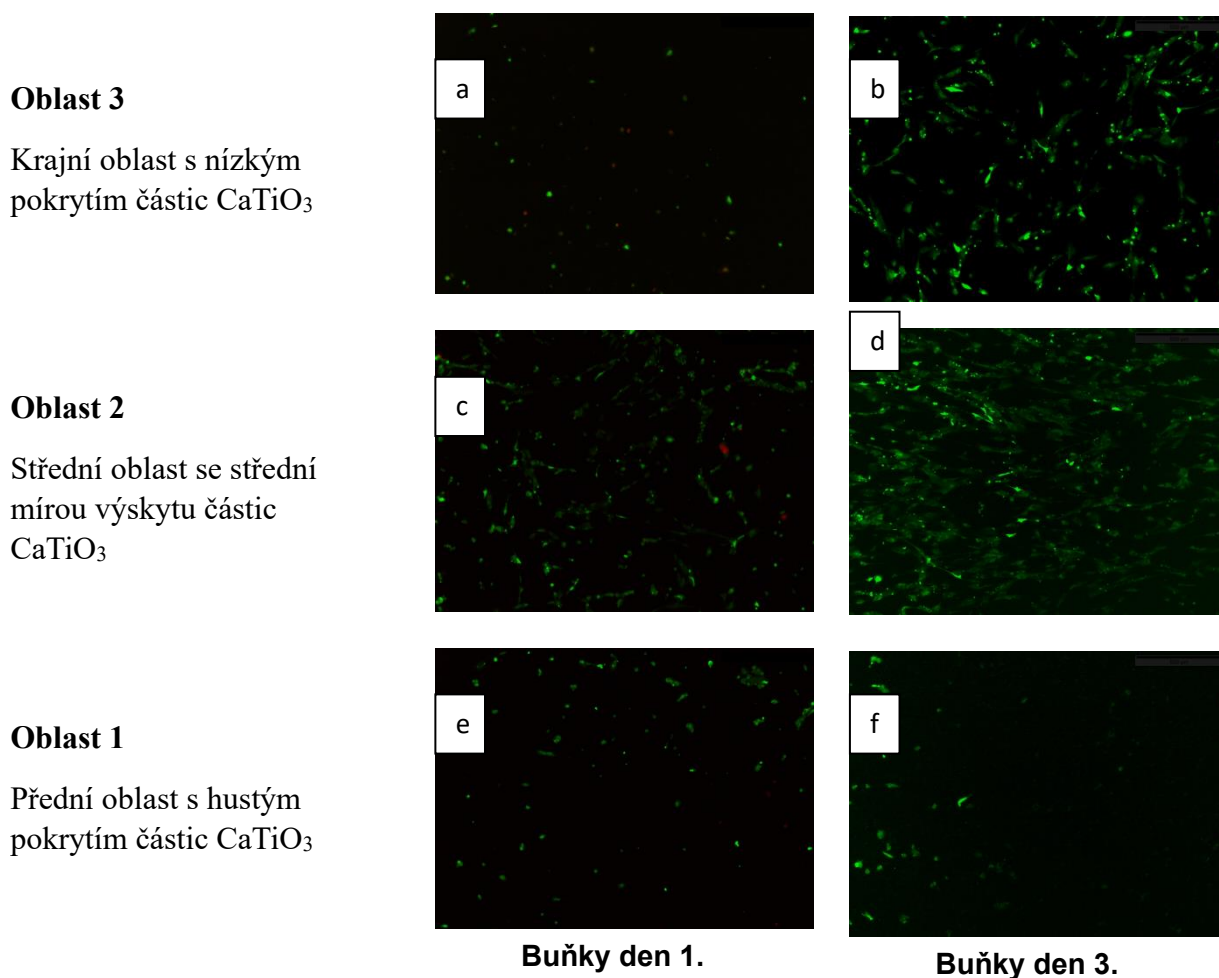 Oblast 3
a
b
Krajní oblast s nízkým
pokrytím částic CaTiO₃
Oblast 2
c
d
Střední oblast se střední
mírou výskytu částic
CaTiO₃
Oblast 1
e
f
Přední oblast s hustým
pokrytím částic CaTiO₃
Buňky den 1.
Buňky den 3.